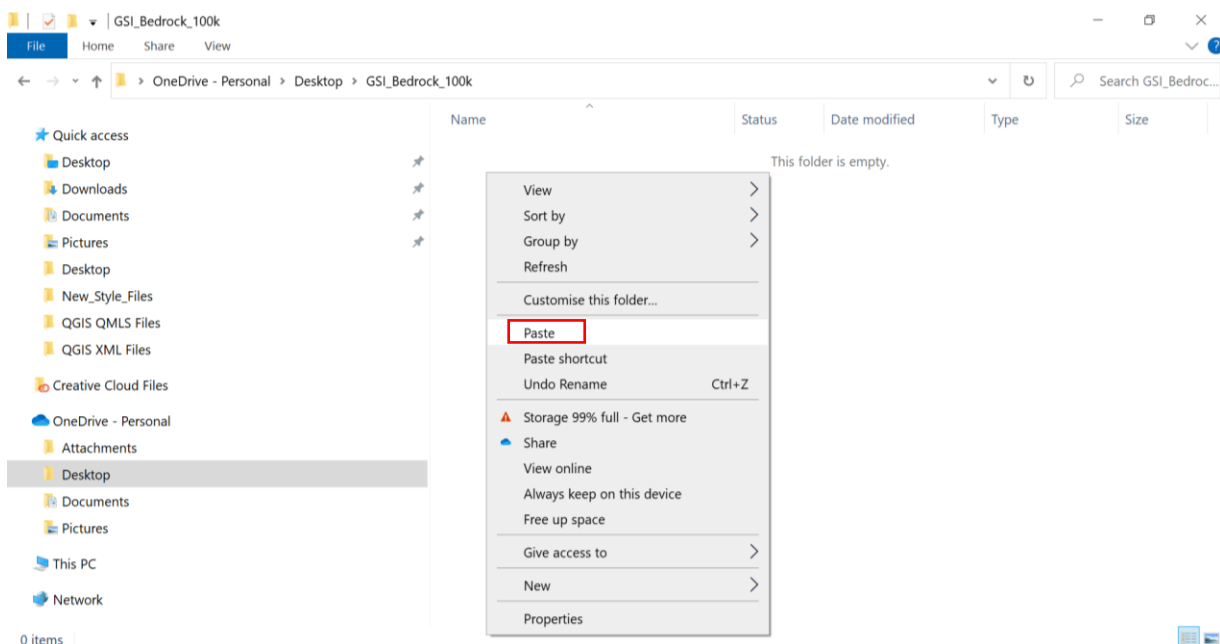 GSI_Bedrock_100k
File Home Share View
OneDrive - Personal > Desktop > GSI_Bedrock_100k
Search GSI_Bedroc...
Name Status Date modified Type Size
This folder is empty.
Quick access
Desktop
Downloads
Documents
Pictures
Desktop
New_Style_Files
QGIS QMLS Files
QGIS XML Files
Creative Cloud Files
OneDrive - Personal
Attachments
Desktop
Documents
Pictures
This PC
Network
0 items
View
Sort by
Group by
Refresh
Customise this folder...
Paste
Paste shortcut
Undo Rename Ctrl+Z
Storage 99% full - Get more
Share
View online
Always keep on this device
Free up space
Give access to
New
Properties